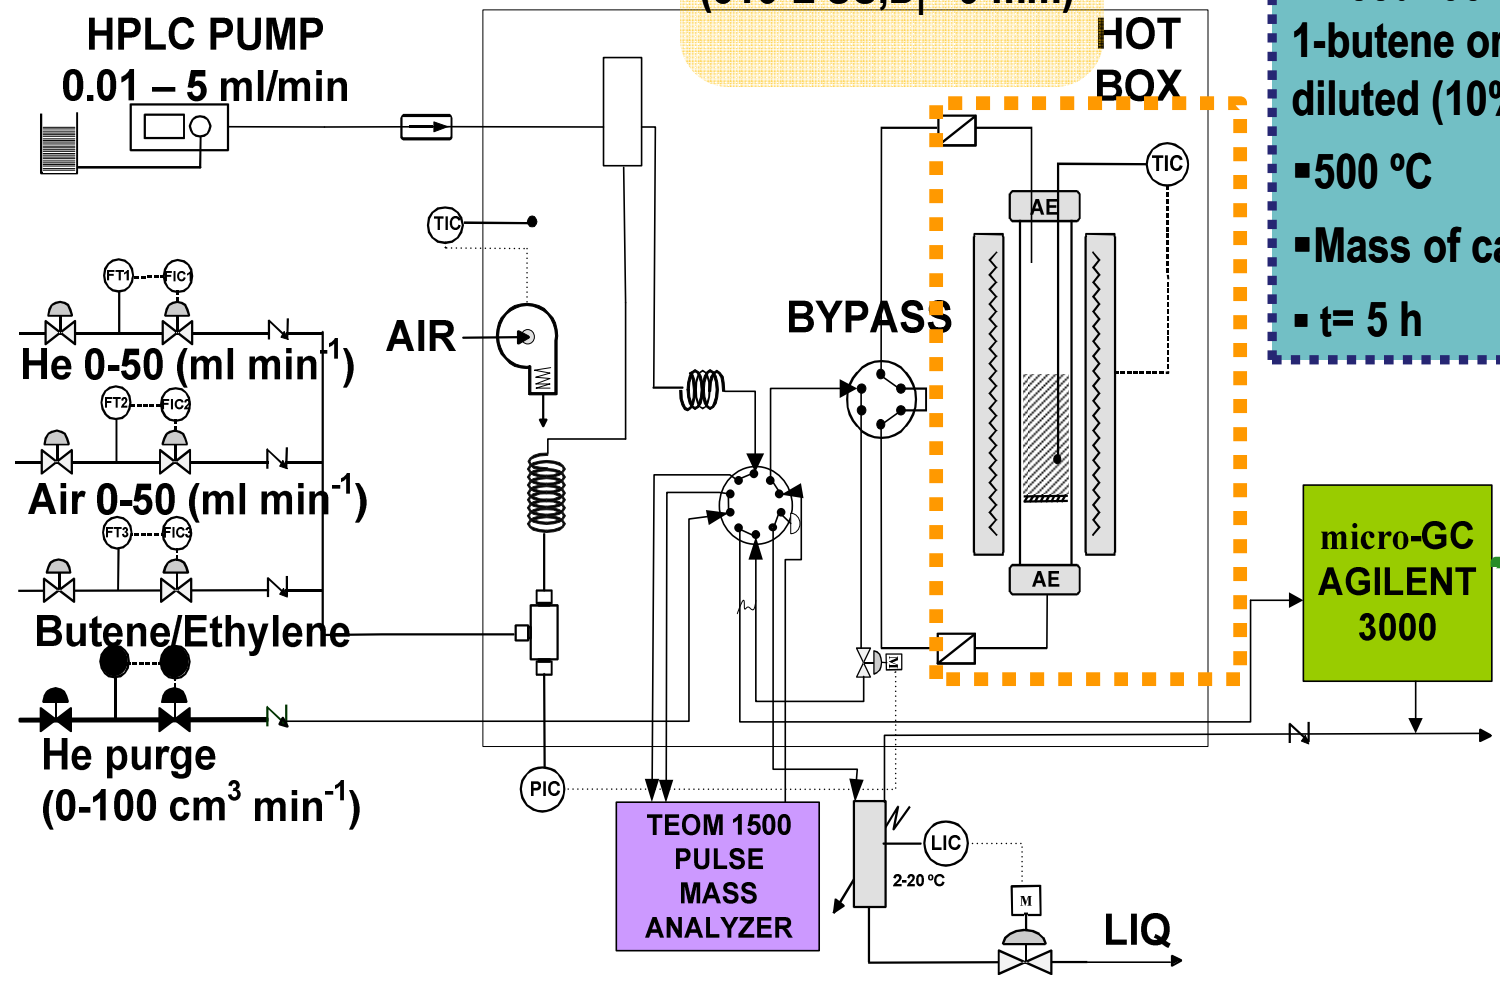 HPLC PUMP
0.01 – 5 ml/min
HOT
BOX
1-butene or
diluted (10%
▪500 ºC
▪Mass of ca
▪ t= 5 h
TIC
AE
TIC
FT1
FIC1
He 0-50 (ml min-1)
AIR
BYPASS
FT2
FIC2
Air 0-50 (ml min-1)
FT3
FIC3
Butene/Ethylene
He purge
(0-100 cm3 min-1)
AE
M
PIC
micro-GC
AGILENT
3000
TEOM 1500
PULSE
MASS
ANALYZER
LIC
2-20 ºC
M
LIQ